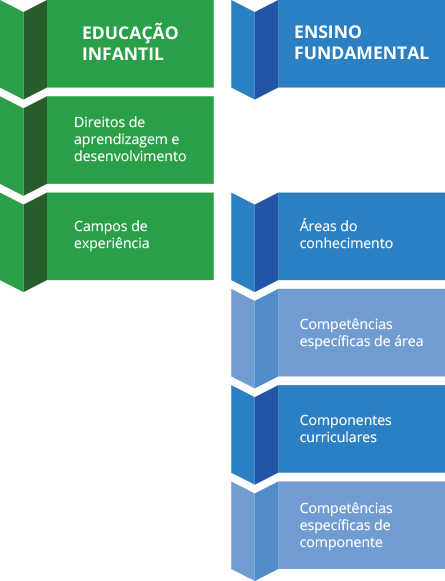 EDUCAÇÃO
INFANTIL
Direitos de
aprendizagem e
desenvolvimento
Campos de
experiência
ENSINO
FUNDAMENTAL
Áreas do
conhecimento
Competências
específicas de área
Componentes
curriculares
Competências
específicas de
componente